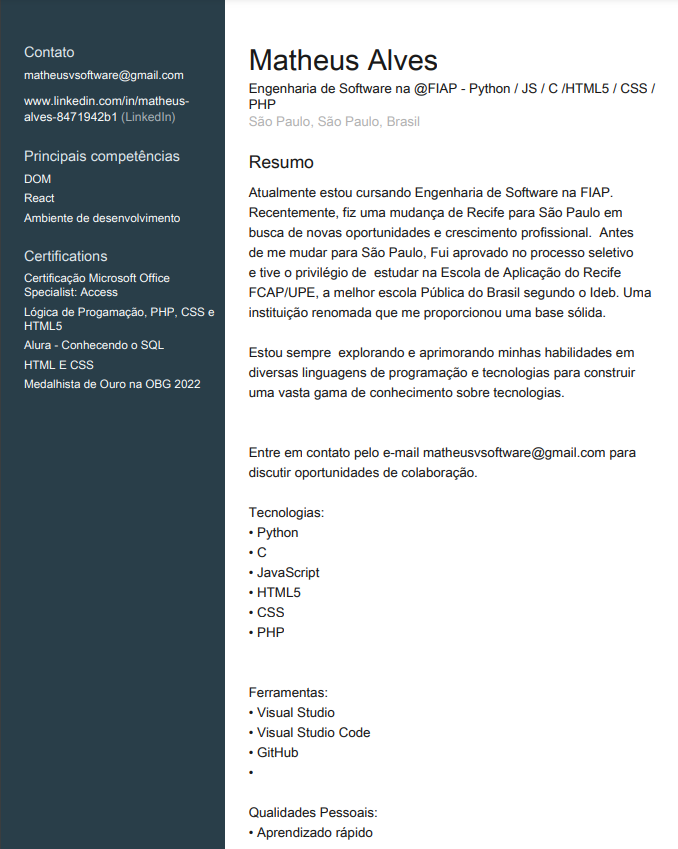 Contato
matheusvsoftware@gmail.com
www.linkedin.com/in/matheus-
alves-8471942b1 (LinkedIn)
Principais competências
DOM
React
Ambiente de desenvolvimento
Certifications
Certificação Microsoft Office
Specialist: Access
Lógica de Progamação, PHP, CSS e
HTML5
Alura - Conhecendo o SQL
HTML E CSS
Medalhista de Ouro na OBG 2022
Matheus Alves
Engenharia de Software na @FIAP - Python / JS / C /HTML5 / CSS /
PHP
São Paulo, São Paulo, Brasil
Resumo
Atualmente estou cursando Engenharia de Software na FIAP.
Recentemente, fiz uma mudança de Recife para São Paulo em
busca de novas oportunidades e crescimento profissional.  Antes
de me mudar para São Paulo, Fui aprovado no processo seletivo
e tive o privilégio de  estudar na Escola de Aplicação do Recife
FCAP/UPE, a melhor escola Pública do Brasil segundo o Ideb. Uma
instituição renomada que me proporcionou uma base sólida.
Estou sempre  explorando e aprimorando minhas habilidades em
diversas linguagens de programação e tecnologias para construir
uma vasta gama de conhecimento sobre tecnologias.
Entre em contato pelo e-mail matheusvsoftware@gmail.com para
discutir oportunidades de colaboração.
Tecnologias:
• Python
• C
• JavaScript
• HTML5
• CSS
• PHP
Ferramentas:
• Visual Studio
• Visual Studio Code
• GitHub
•
Qualidades Pessoais:
• Aprendizado rápido